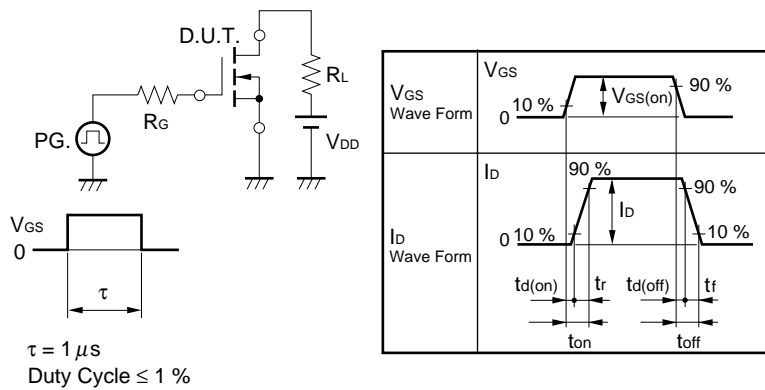 D.U.T.
RL
RG
PG.
VDD
VGS
0
τ
τ = 1 μs
Duty Cycle ≤ 1 %
VGS
Wave Form
VGS
10 %
0
VGS(on)
90 %
ID
Wave Form
ID
90 %
90 %
ID
0
10 %
10 %
td(on)
tr
td(off)
tf
ton
toff